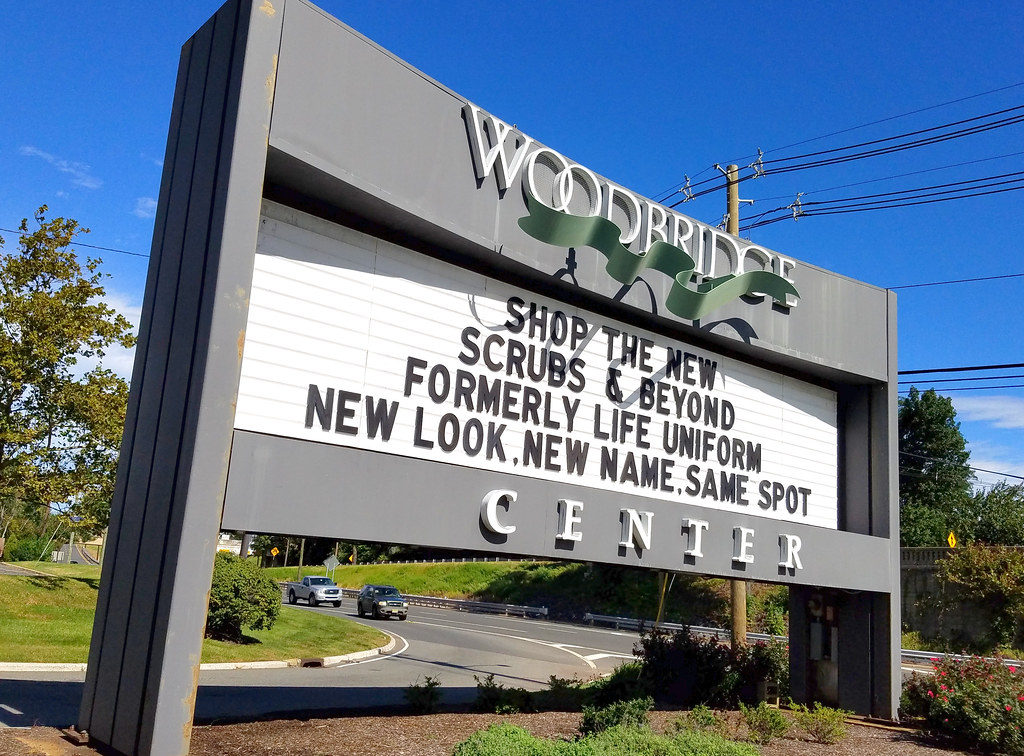 WOODBRIDGE
SHOP THE NEW
SCRUBS & BEYOND
FORMERLY LIFE UNIFORM
NEW LOOK, NEW NAME, SAME SPOT
CENTER